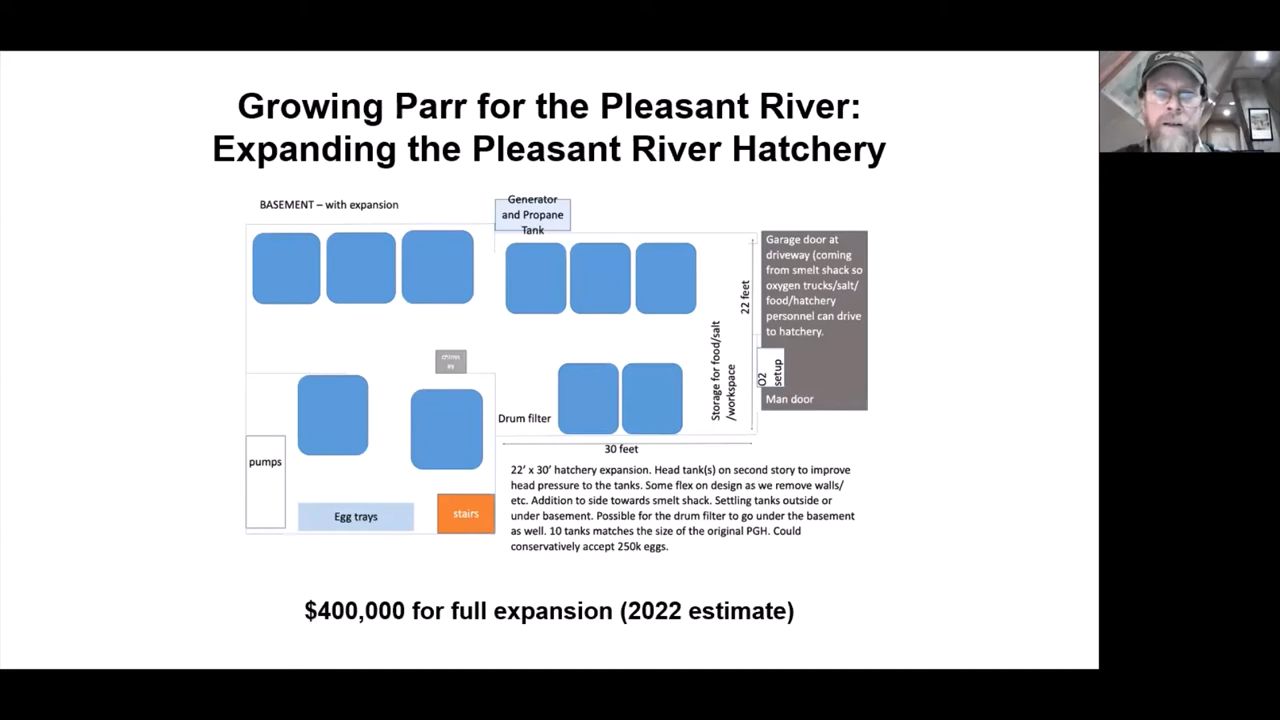 Growing Parr for the Pleasant River:
Expanding the Pleasant River Hatchery
BASEMENT – with expansion
Generator
and Propane
Tank
Garage door at
driveway (coming
from smelt shack so
oxygen trucks/salt/
food/hatchery
personnel can drive
to hatchery.
22 feet
Storage for food/salt
/workspace
O2
setup
Man door
Drum filter
30 feet
pumps
Egg trays
stairs
22’ x 30’ hatchery expansion. Head tank(s) on second story to improve
head pressure to the tanks. Some flex on design as we remove walls/
etc. Addition to side towards smelt shack. Settling tanks outside or
under basement. Possible for the drum filter to go under the basement
as well. 10 tanks matches the size of the original PGH. Could
conservatively accept 250k eggs.
$400,000 for full expansion (2022 estimate)